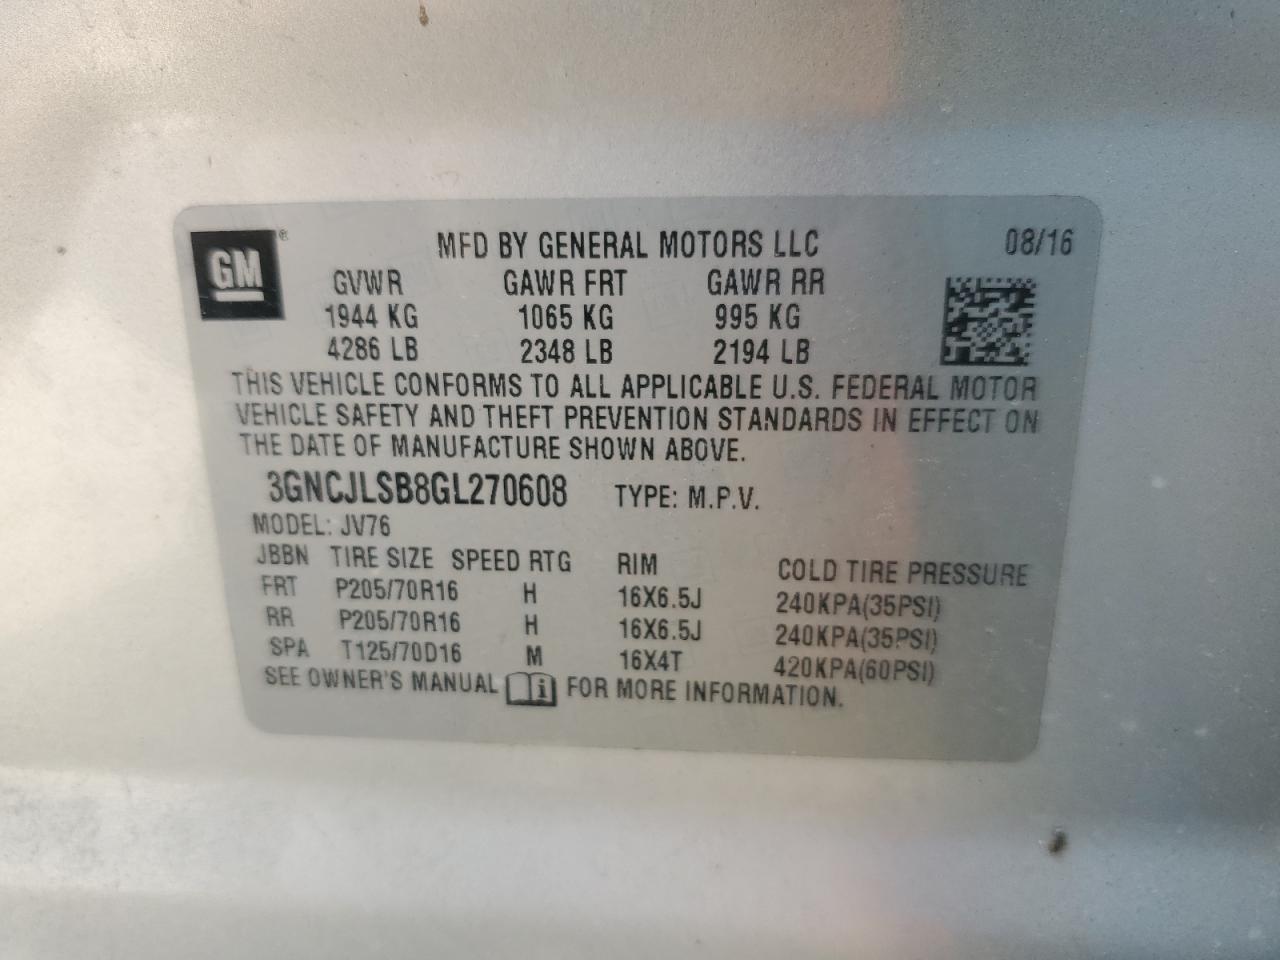 GM ®
MFD BY GENERAL MOTORS LLC 08/16
GVWR GAWR FRT GAWR RR
1944 KG 1065 KG 995 KG
4286 LB 2348 LB 2194 LB
THIS VEHICLE CONFORMS TO ALL APPLICABLE U.S. FEDERAL MOTOR
VEHICLE SAFETY AND THEFT PREVENTION STANDARDS IN EFFECT ON
THE DATE OF MANUFACTURE SHOWN ABOVE.
3GNCJLSB8GL270608 TYPE: M.P.V.
MODEL: JV76
JBBN TIRE SIZE SPEED RTG RIM COLD TIRE PRESSURE
FRT P205/70R16 H 16X6.5J 240KPA(35PSI)
RR P205/70R16 H 16X6.5J 240KPA(35PSI)
SPA T125/70D16 M 16X4T 420KPA(60PSI)
SEE OWNER'S MANUAL i FOR MORE INFORMATION.